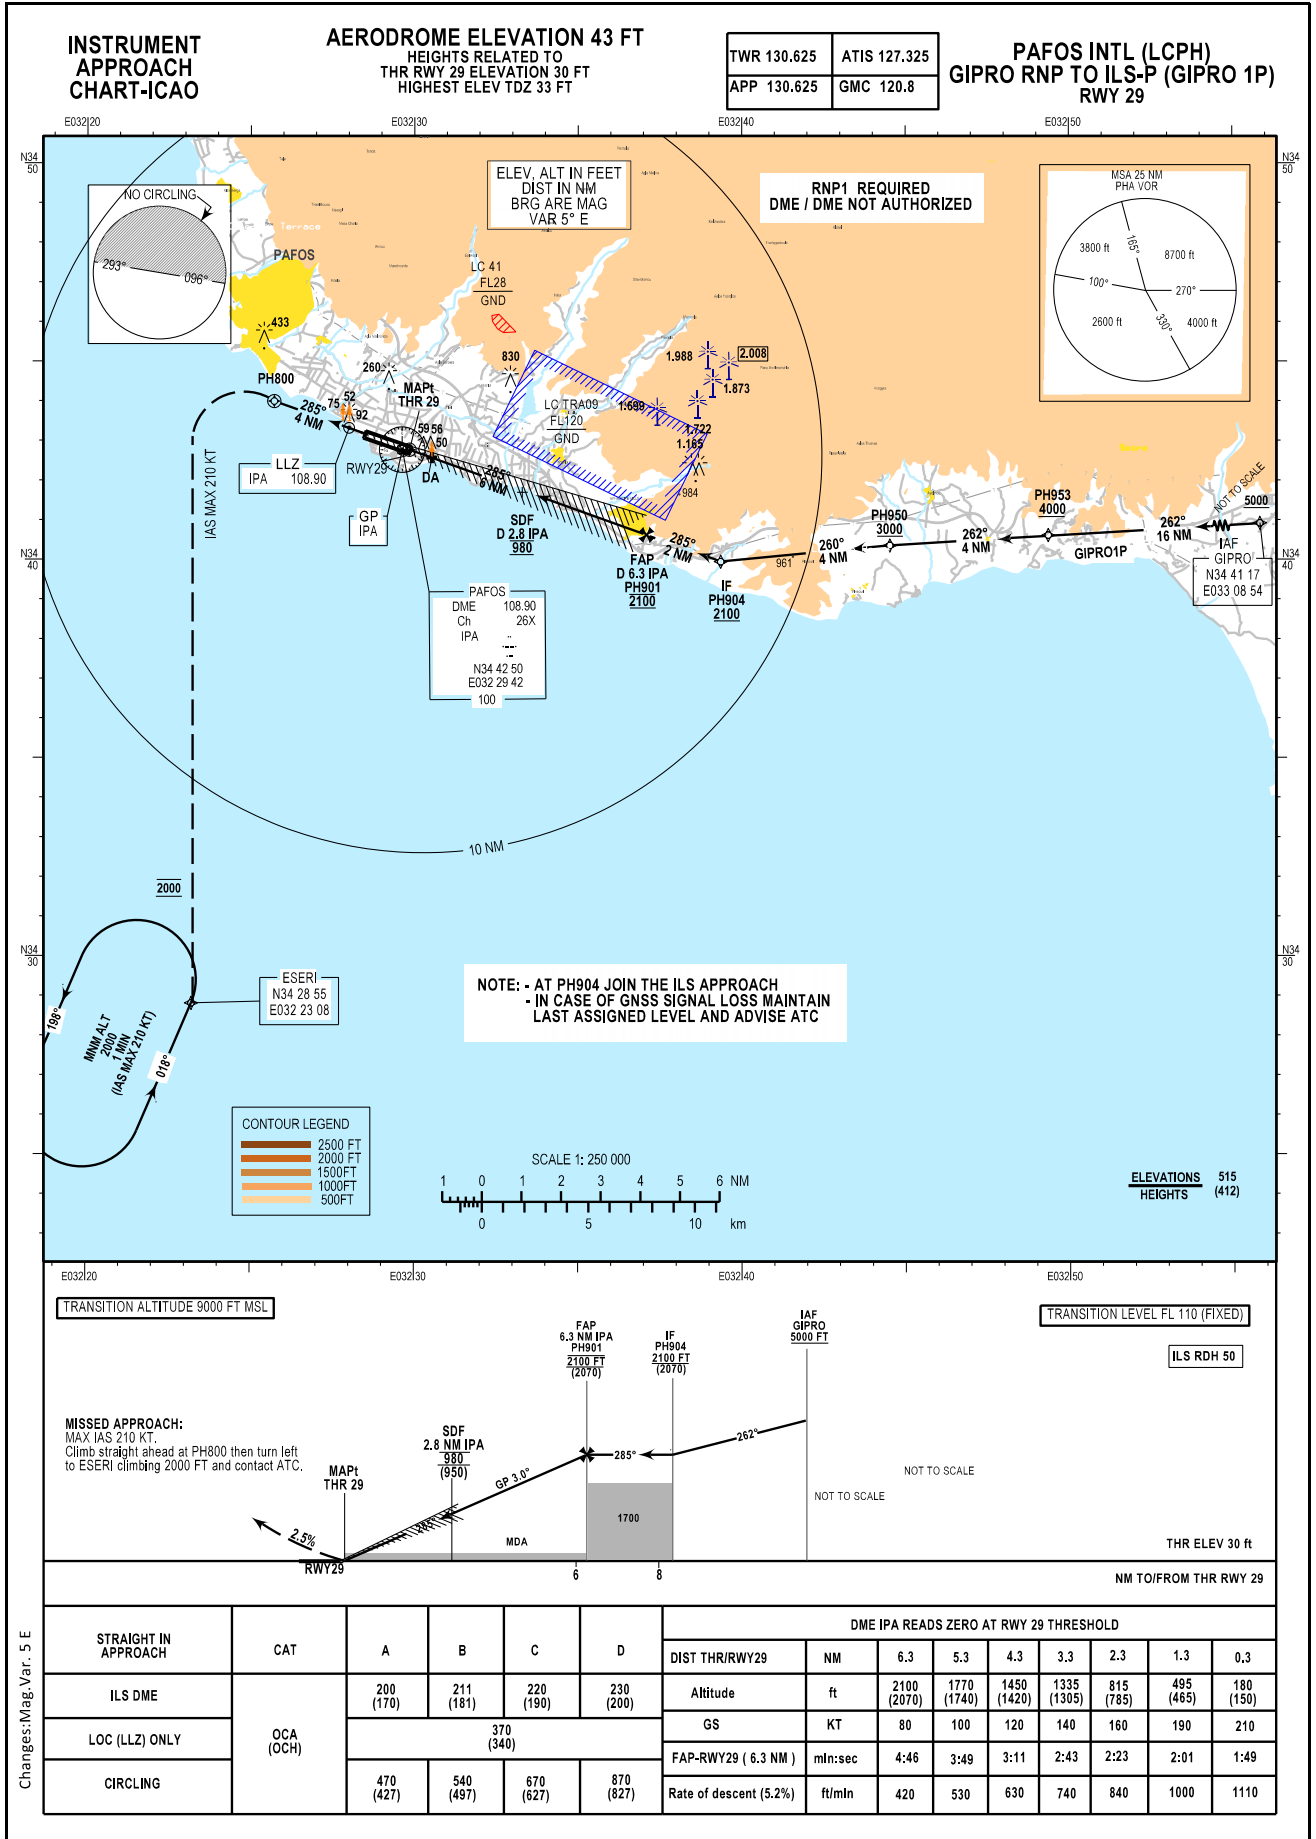 INSTRUMENT
APPROACH
CHART-ICAO
AERODROME ELEVATION 43 FT
HEIGHTS RELATED TO
THR RWY 29 ELEVATION 30 FT
HIGHEST ELEV TDZ 33 FT
TWR 130.625 ATIS 127.325
APP 130.625 GMC 120.8
PAFOS INTL (LCPH)
GIPRO RNP TO ILS-P (GIPRO 1P)
RWY 29
E032 20 E032 30 E032 40 E032 50
N34
50
N34
50
NO CIRCLING
293° 096°
ELEV, ALT IN FEET
DIST IN NM
BRG ARE MAG
VAR 5° E
RNP1 REQUIRED
DME / DME NOT AUTHORIZED
MSA 25 NM
PHA VOR
3800 ft
165°
8700 ft
100°
270°
2600 ft
330°
4000 ft
Terrace
PAFOS
433
LC 41
FL28
GND
830
260
1.988
2.008
1.873
1.699
1.722
1.165
984
LC TRA09
FL120
GND
PH800
285°
4 NM
75 52
92
MAPt
THR 29
59 56
50
RWY29
DA
LLZ
IPA 108.90
GP
IPA
IAS MAX 210 KT
285°
6 NM
SDF
D 2.8 IPA
980
FAP
D 6.3 IPA
PH901
2100
285°
2 NM
IF
PH904
2100
961
260°
4 NM
PH950
3000
262°
4 NM
PH953
4000
GIPRO1P
262°
16 NM
NOT TO SCALE
5000
IAF
GIPRO
N34 41 17
E033 08 54
N34
40
N34
40
PAFOS
DME 108.90
Ch 26X
IPA
N34 42 50
E032 29 42
100
10 NM
2000
N34
30
N34
30
ESERI
N34 28 55
E032 23 08
198°
MNM ALT
2000
1 MIN
(IAS MAX 210 KT)
018°
NOTE: - AT PH904 JOIN THE ILS APPROACH
- IN CASE OF GNSS SIGNAL LOSS MAINTAIN
LAST ASSIGNED LEVEL AND ADVISE ATC
CONTOUR LEGEND
2500 FT
2000 FT
1500FT
1000FT
500FT
SCALE 1: 250 000
1 0 1 2 3 4 5 6 NM
0 5 10 km
ELEVATIONS 515
HEIGHTS (412)
E032 20 E032 30 E032 40 E032 50
TRANSITION ALTITUDE 9000 FT MSL
TRANSITION LEVEL FL 110 (FIXED)
ILS RDH 50
FAP
6.3 NM IPA
PH901
2100 FT
(2070)
IF
PH904
2100 FT
(2070)
IAF
GIPRO
5000 FT
MISSED APPROACH:
MAX IAS 210 KT.
Climb straight ahead at PH800 then turn left
to ESERI climbing 2000 FT and contact ATC.
MAPt
THR 29
SDF
2.8 NM IPA
980
(950)
GP 3.0°
285°
285°
262°
NOT TO SCALE
NOT TO SCALE
1700
MDA
2.5%
RWY29
6 8
THR ELEV 30 ft
NM TO/FROM THR RWY 29
Changes:Mag.Var. 5 E
STRAIGHT IN
APPROACH
CAT A B C D
ILS DME
OCA
(OCH)
200 211 220 230
(170) (181) (190) (200)
LOC (LLZ) ONLY
370
(340)
CIRCLING
470 540 670 870
(427) (497) (627) (827)
DME IPA READS ZERO AT RWY 29 THRESHOLD
DIST THR/RWY29 NM 6.3 5.3 4.3 3.3 2.3 1.3 0.3
Altitude ft 2100 1770 1450 1335 815 495 180
(2070) (1740) (1420) (1305) (785) (465) (150)
GS KT 80 100 120 140 160 190 210
FAP-RWY29 ( 6.3 NM ) min:sec 4:46 3:49 3:11 2:43 2:23 2:01 1:49
Rate of descent (5.2%) ft/min 420 530 630 740 840 1000 1110